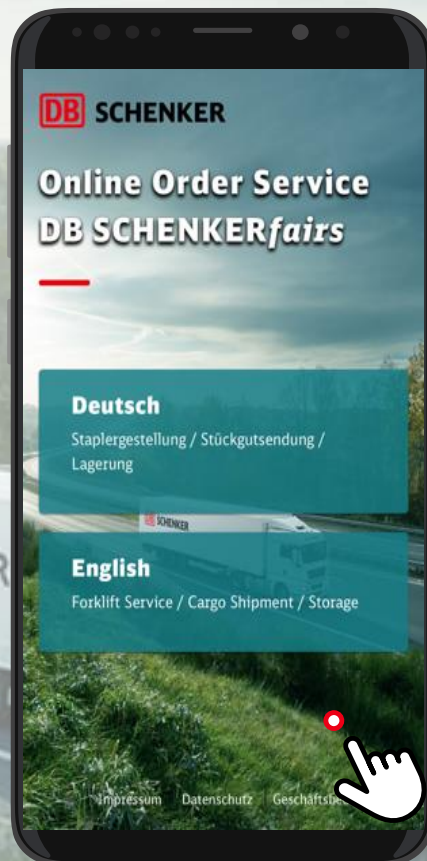 DB SCHENKER
Online Order Service
DB SCHENKERfairs
Deutsch
Staplergestellung / Stückgutsendung /
Lagerung
SCHENKER
English
Forklift Service / Cargo Shipment / Storage
Impressum Datenschutz